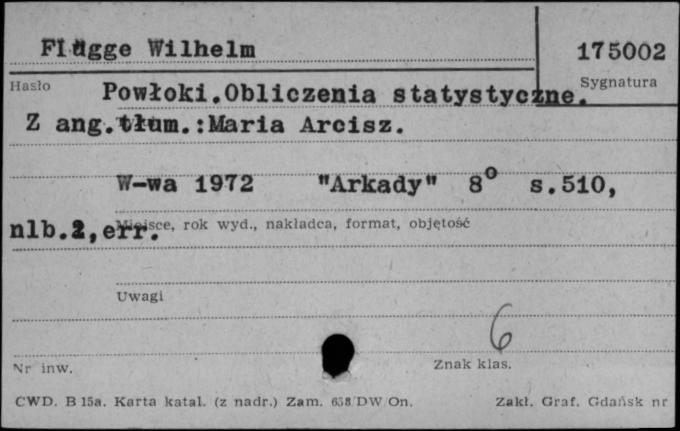 Flügge Wilhelm 175002
Hasło Sygnatura
Powłoki.Obliczenia statystyczne.
Z ang.tłum.:Maria Arcisz.
W-wa 1972 "Arkady" 8° s.510,
nlb.2,err.
Miejsce, rok wyd., nakładca, format, objętość
Uwagi
6
Nr inw. Znak klas.
CWD. B 15a. Karta katal. (z nadr.) Zam. 658/DW/On. Zakł. Graf. Gdańsk nr